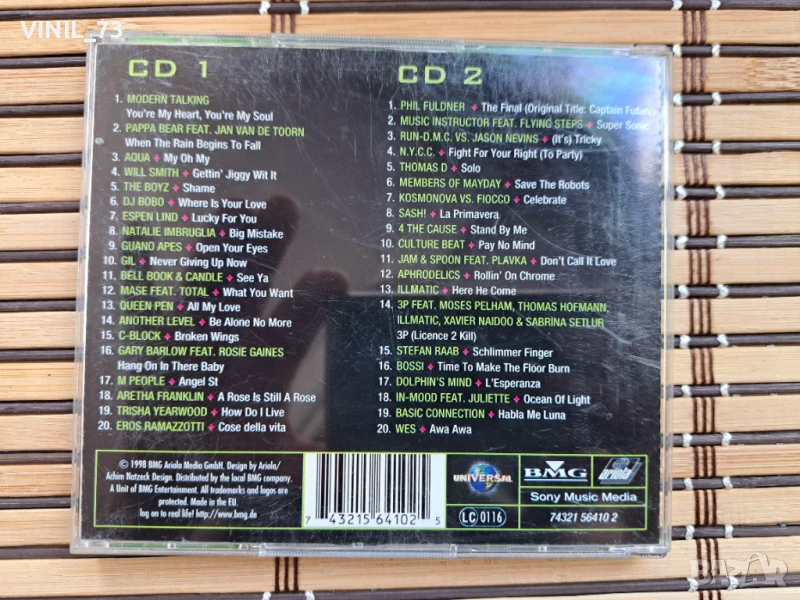 VINIL_73
CD 1
1. MODERN TALKING
You're My Heart, You're My Soul
2. PAPPA BEAR FEAT. JAN VAN DE TOORN
When The Rain Begins To Fall
3. AQUA My Oh My
4. WILL SMITH Gettin' Jiggy Wit It
5. THE BOYZ Shame
6. DJ BOBO Where Is Your Love
7. ESPEN LIND Lucky For You
8. NATALIE IMBRUGLIA Big Mistake
9. GUANO APES Open Your Eyes
10. GIL Never Giving Up Now
11. BELL BOOK & CANDLE See Ya
12. MASE FEAT. TOTAL What You Want
13. QUEEN PEN All My Love
14. ANOTHER LEVEL Be Alone No More
15. C-BLOCK Broken Wings
16. GARY BARLOW FEAT. ROSIE GAINES
Hang On In There Baby
17. M PEOPLE Angel St
18. ARETHA FRANKLIN A Rose Is Still A Rose
19. TRISHA YEARWOOD How Do I Live
20. EROS RAMAZZOTTI Cose della vita
CD 2
1. PHIL FULDNER The Final (Original Title: Captain Future)
2. MUSIC INSTRUCTOR FEAT. FLYING STEPS Super Sonic
3. RUN-D.M.C. VS. JASON NEVINS (It's) Tricky
4. N.Y.C.C. Fight For Your Right (To Party)
5. THOMAS D Solo
6. MEMBERS OF MAYDAY Save The Robots
7. KOSMONOVA VS. FIOCCO Celebrate
8. SASH! La Primavera
9. 4 THE CAUSE Stand By Me
10. CULTURE BEAT Pay No Mind
11. JAM & SPOON FEAT. PLAVKA Don't Call It Love
12. APHRODELICS Rollin' On Chrome
13. ILLMATIC Here He Come
14. 3P FEAT. MOSES PELHAM, THOMAS HOFMANN,
ILLMATIC, XAVIER NAIDOO & SABRINA SETLUR
3P (Licence 2 Kill)
15. STEFAN RAAB Schlimmer Finger
16. BOSSI Time To Make The Floor Burn
17. DOLPHIN'S MIND L'Esperanza
18. IN-MOOD FEAT. JULIETTE Ocean Of Light
19. BASIC CONNECTION Habla Me Luna
20. WES Awa Awa
© 1998 BMG Ariola Media GmbH. Design by Ariola/
Achim Natzeck Design. Distributed by the local BMG company.
A Unit of BMG Entertainment. All trademarks and logos are
protected. Made in the EU.
log on to real life! http://www.bmg.de
7 43215 64102 5
UNIVERSAL
LC 0116
BMG
ariola
Sony Music Media
74321 56410 2
BAZAR